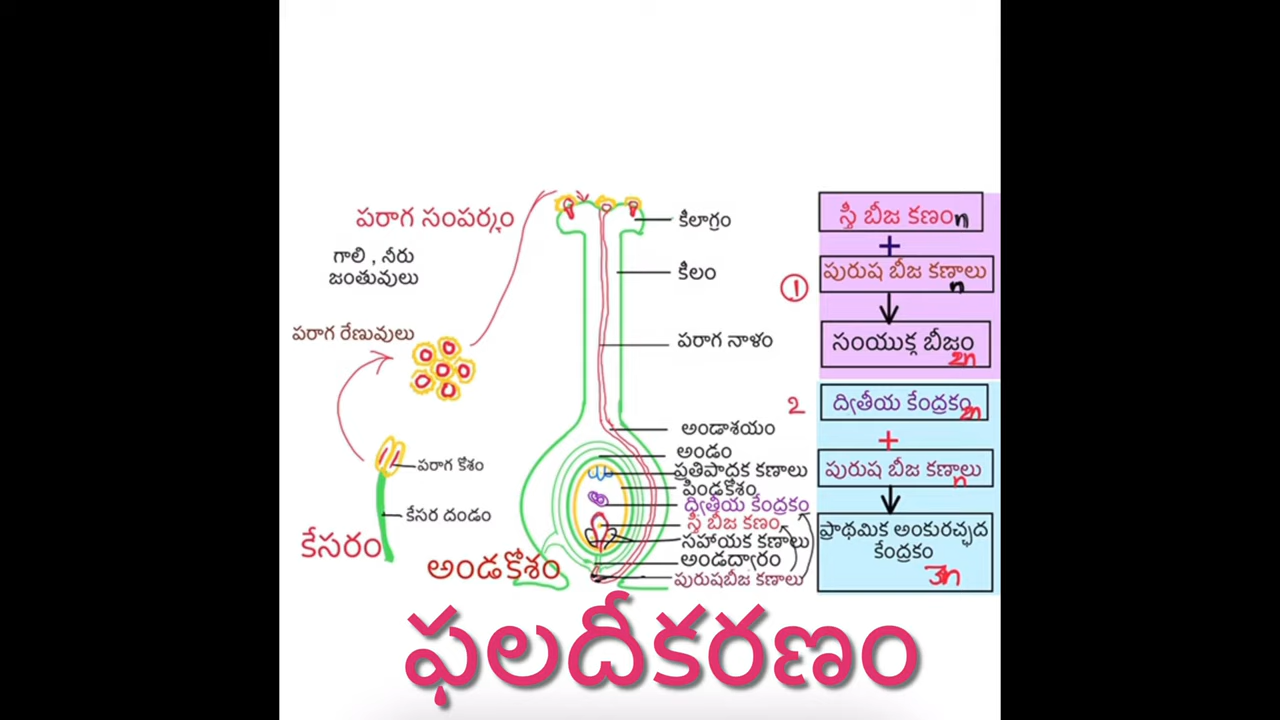 పరాగ సంపర్కం
గాలి , నీరు
జంతువులు
పరాగ రేణువులు
పరాగ కోశం
కేసర దండం
కేసరం
అండకోశం
కీలాగ్రం
కీలం
పరాగ నాళం
అండాశయం
అండం
ప్రతిపాదక కణాలు
పిండకోశం
ద్వితీయ కేంద్రకం
స్త్రీ బీజ కణం
సహాయక కణాలు
అండద్వారం
పురుషబీజ కణాలు
1
స్త్రీ బీజ కణం n
+
పురుష బీజ కణాలు n
సంయుక్త బీజం 2n
2
ద్వితీయ కేంద్రకం 2n
+
పురుష బీజ కణాలు n
ప్రాథమిక అంకురచ్ఛద
కేంద్రకం
3n
ఫలదీకరణం